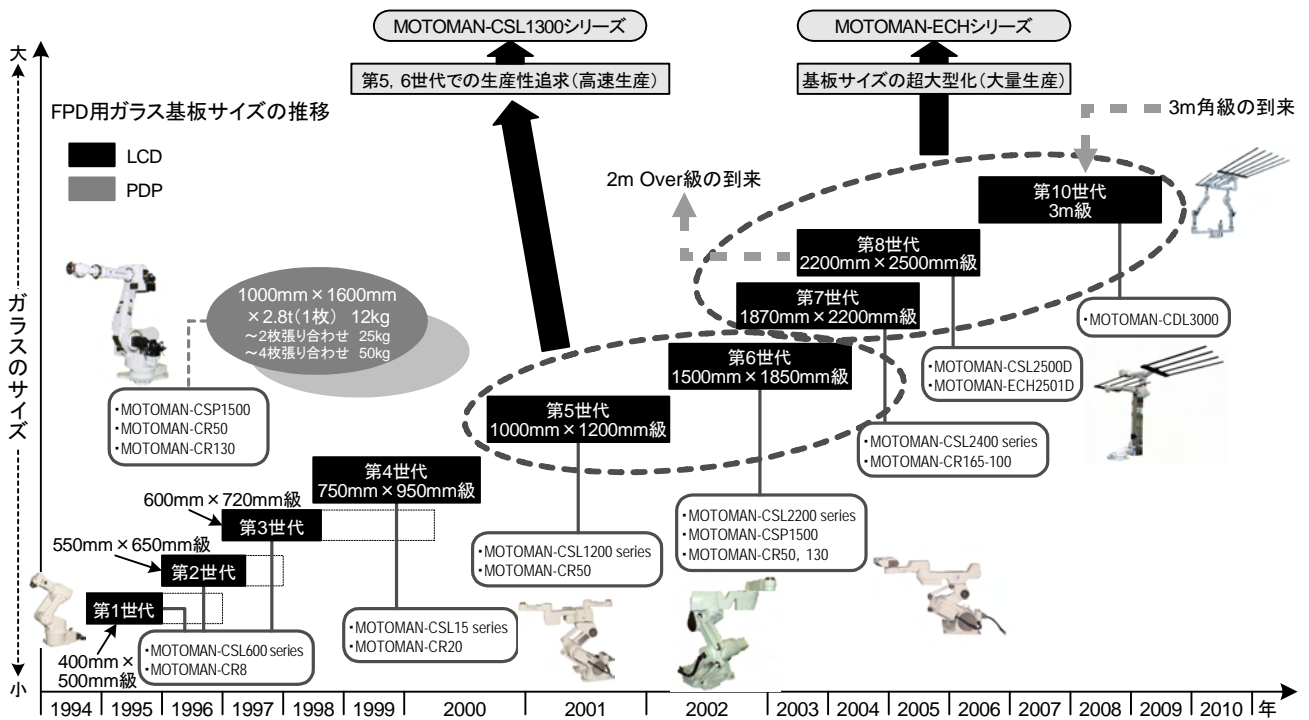 MOTOMAN-CSL1300シリーズ
MOTOMAN-ECHシリーズ
第5，6世代での生産性追求(高速生産)
基板サイズの超大型化(大量生産)
大
ガラスのサイズ
小
FPD用ガラス基板サイズの推移
LCD
PDP
3m角級の到来
2m Over級の到来
第10世代
3m級
第8世代
2200mm×2500mm級
第7世代
1870mm×2200mm級
第6世代
1500mm×1850mm級
第5世代
1000mm×1200mm級
第4世代
750mm×950mm級
600mm×720mm級
第3世代
550mm×650mm級
第2世代
第1世代
400mm×
500mm級
1000mm×1600mm
×2.8t(1枚) 12kg
～2枚張り合わせ 25kg
～4枚張り合わせ 50kg
・MOTOMAN-CSP1500
・MOTOMAN-CR50
・MOTOMAN-CR130
・MOTOMAN-CSL600 series
・MOTOMAN-CR8
・MOTOMAN-CSL15 series
・MOTOMAN-CR20
・MOTOMAN-CSL1200 series
・MOTOMAN-CR50
・MOTOMAN-CSL2200 series
・MOTOMAN-CSP1500
・MOTOMAN-CR50，130
・MOTOMAN-CSL2400 series
・MOTOMAN-CR165-100
・MOTOMAN-CSL2500D
・MOTOMAN-ECH2501D
・MOTOMAN-CDL3000
1994 1995 1996 1997 1998 1999 2000 2001 2002 2003 2004 2005 2006 2007 2008 2009 2010 年